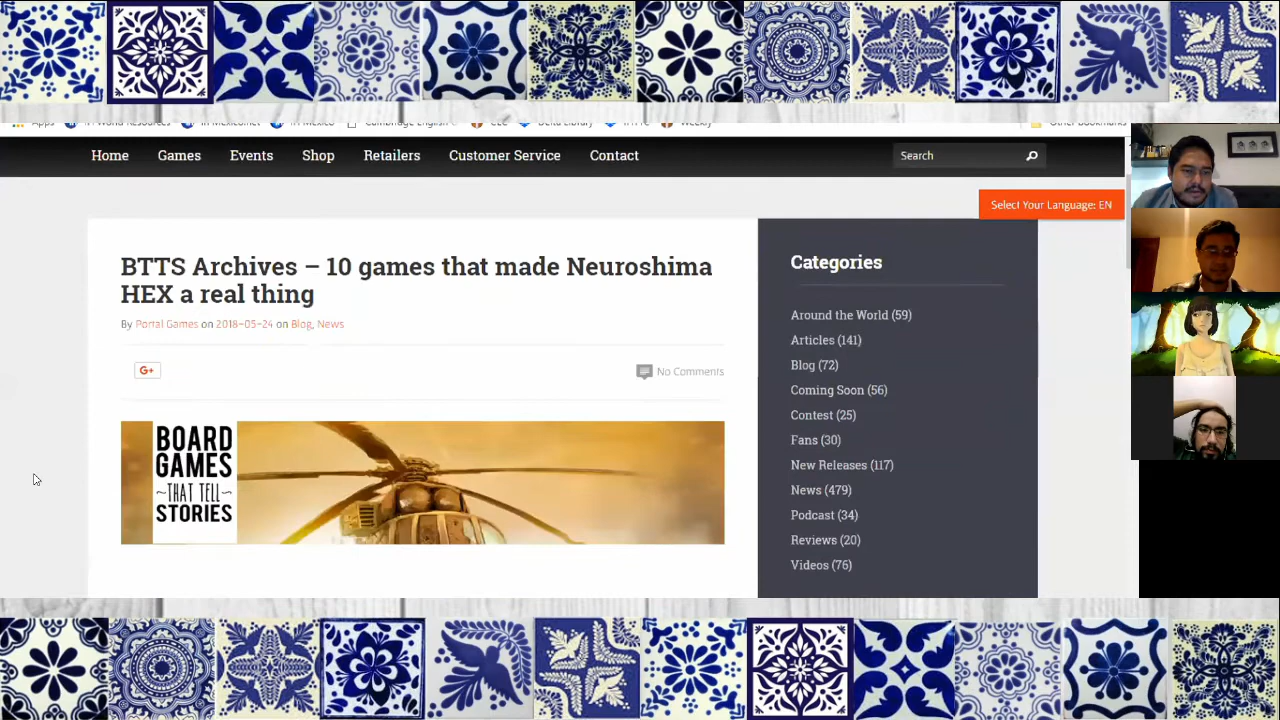 Apps
Home Games Events Shop Retailers Customer Service Contact
Search
Select Your Language: EN
BTTS Archives – 10 games that made Neuroshima
HEX a real thing
By Portal Games on 2018-05-24 on Blog, News
G+
No Comments
BOARD
GAMES
~THAT TELL~
STORIES
Categories
Around the World (59)
Articles (141)
Blog (72)
Coming Soon (56)
Contest (25)
Fans (30)
New Releases (117)
News (479)
Podcast (34)
Reviews (20)
Videos (76)